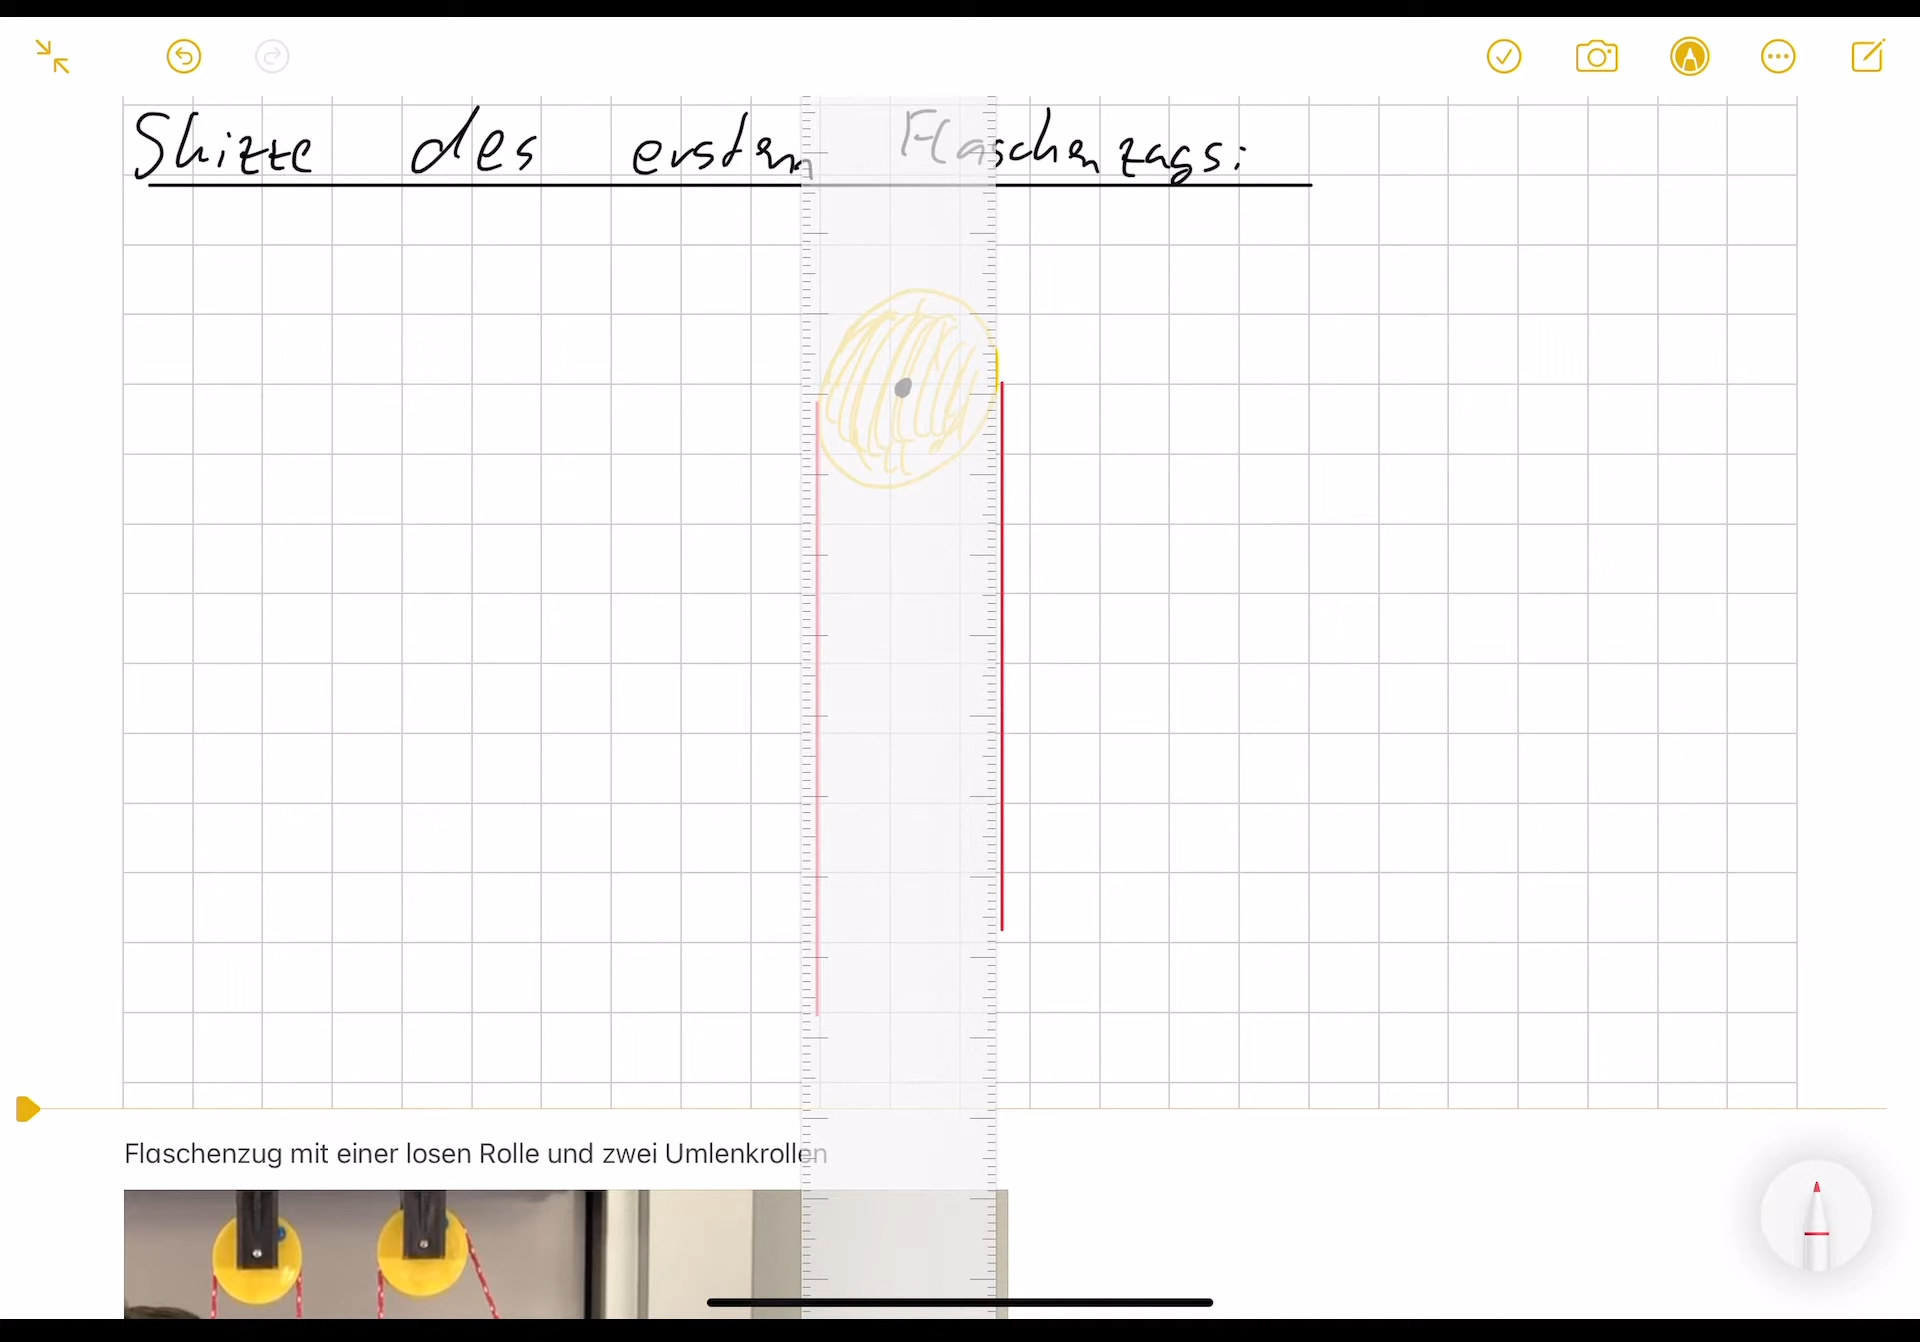 Skizze des ersten Flaschenzugs:
Flaschenzug mit einer losen Rolle und zwei Umlenkrollen